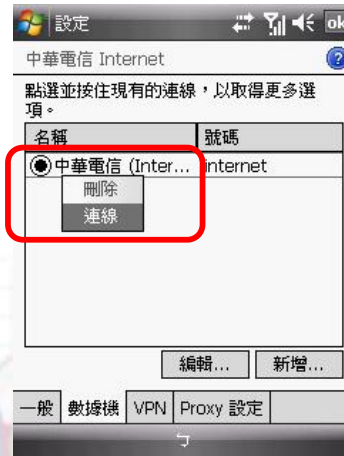 設定
ok
中華電信 Internet
?
點選並按住現有的連線，以取得更多選
項。
名稱 號碼
中華電信 (Inter... internet
刪除
連線
編輯... 新增...
一般 數據機 VPN Proxy 設定